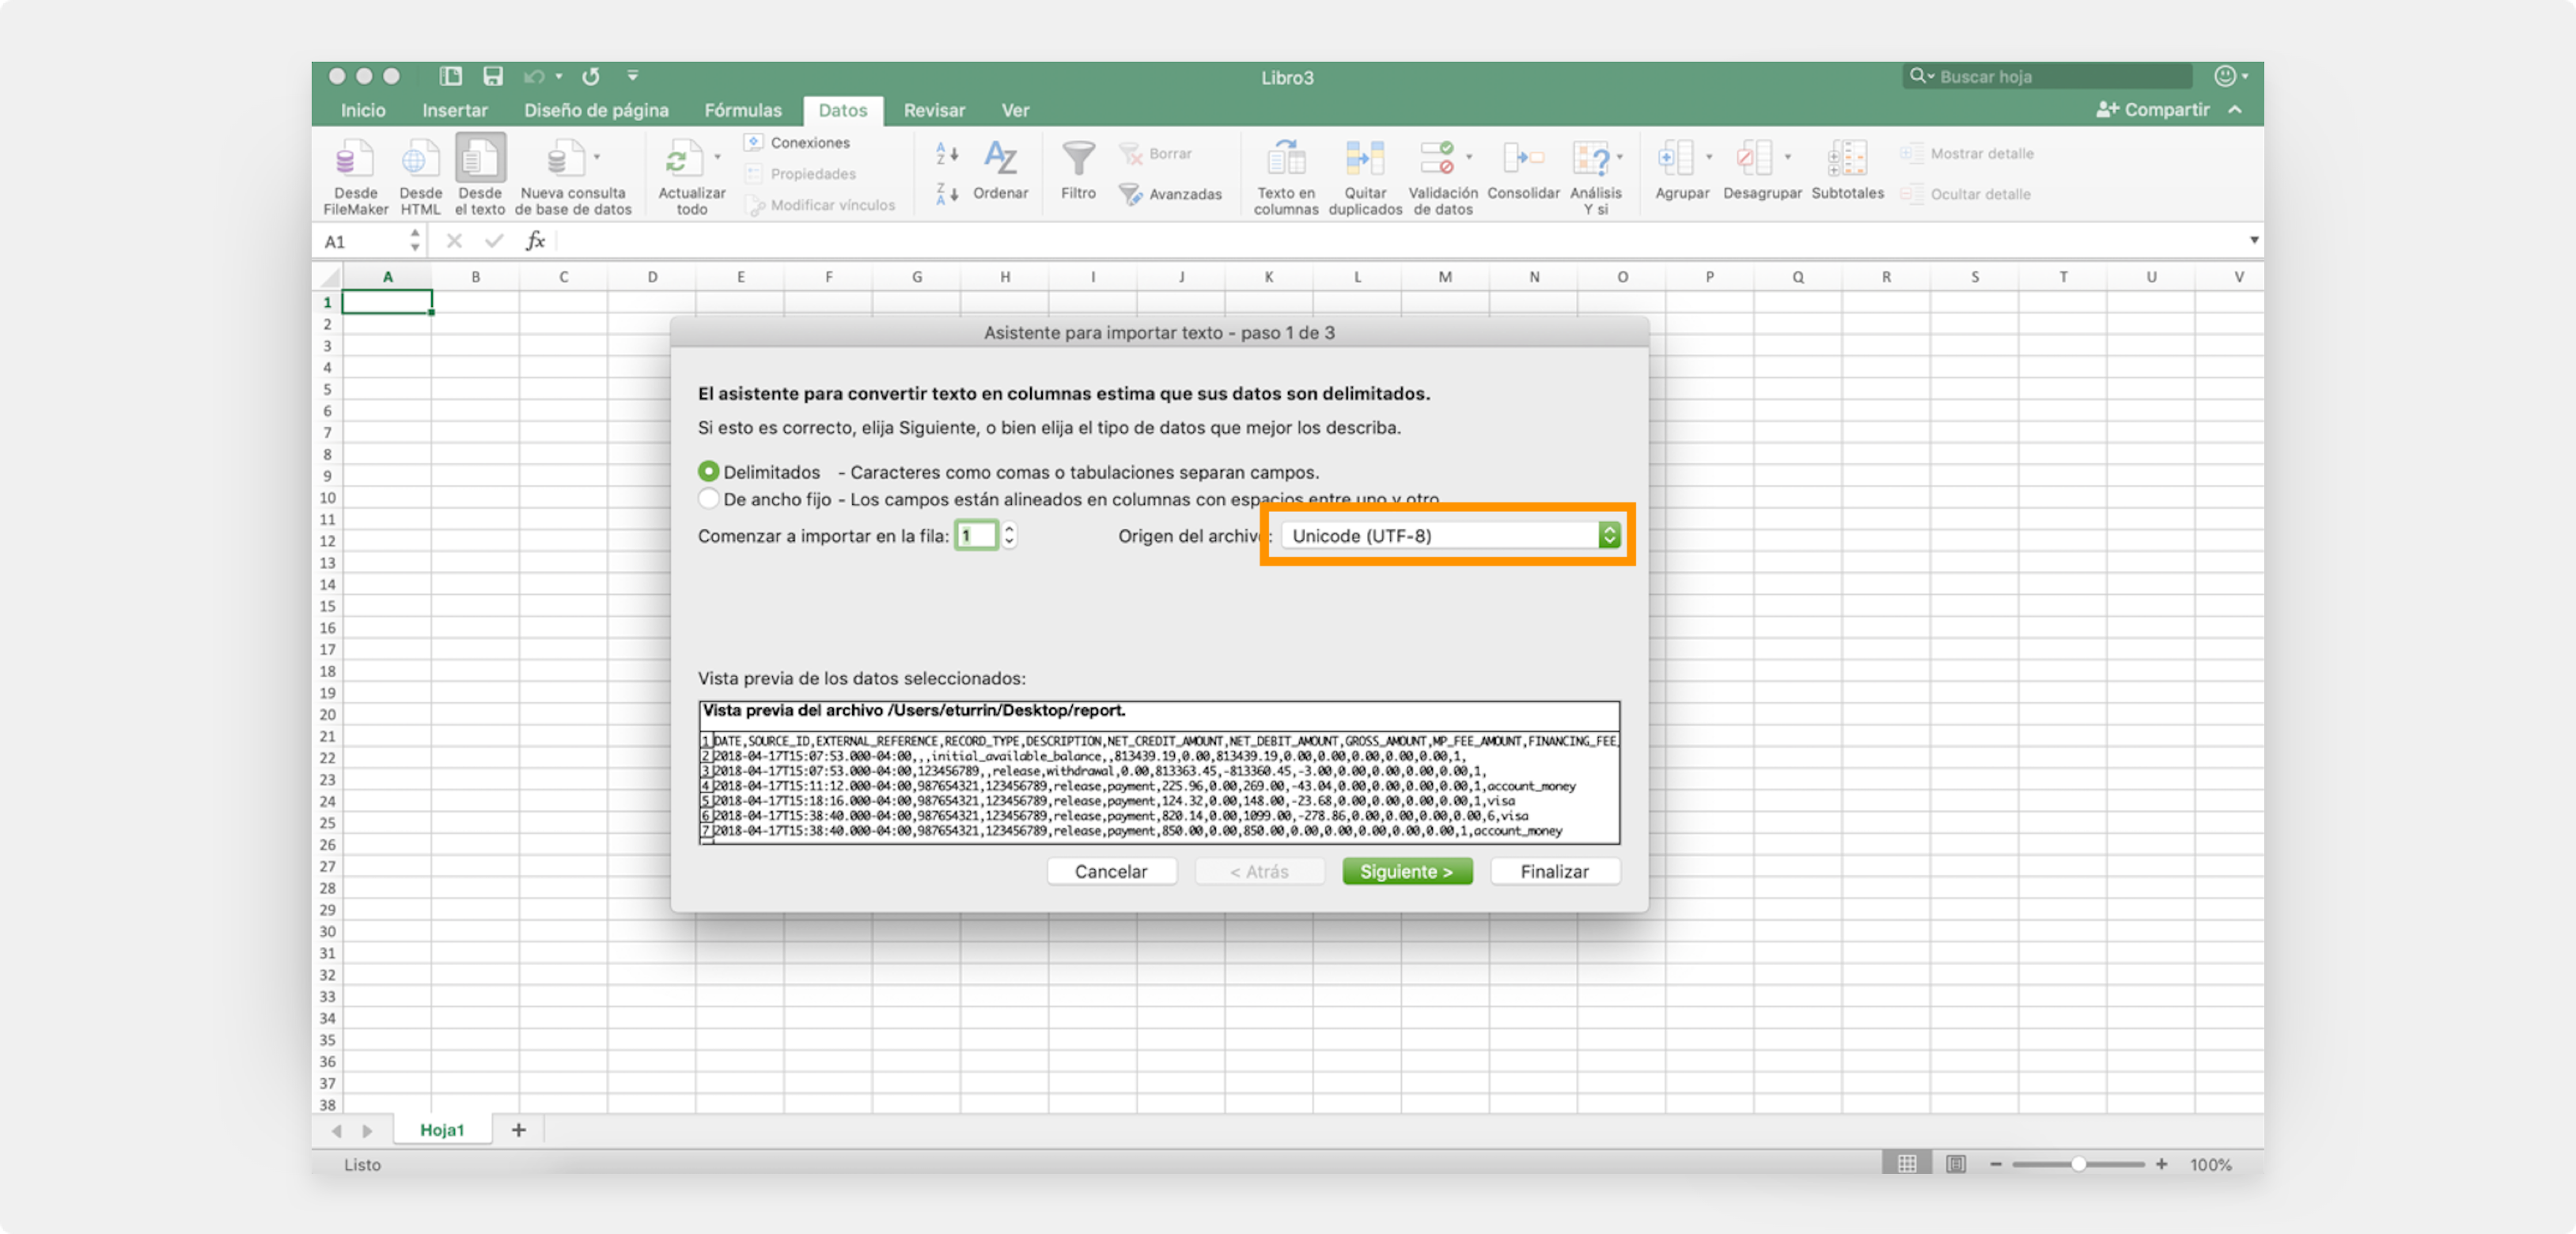 Libro3
Buscar hoja
Inicio Insertar Diseño de página Fórmulas Datos Revisar Ver Compartir
Conexiones
Propiedades
Modificar vínculos
Borrar
Avanzadas
Mostrar detalle
Ocultar detalle
Desde FileMaker
Desde HTML
Desde el texto
Nueva consulta de base de datos
Actualizar todo
A Z
Z A
AZ
Ordenar
Filtro
Texto en columnas
Quitar duplicados
Validación de datos
Consolidar
Análisis Y si
Agrupar
Desagrupar
Subtotales
A1 fx
A B C D E F G H I J K L M N O P Q R S T U V
1
2
3
4
5
6
7
8
9
10
11
12
13
14
15
16
17
18
19
20
21
22
23
24
25
26
27
28
29
30
31
32
33
34
35
36
37
38
Asistente para importar texto - paso 1 de 3
El asistente para convertir texto en columnas estima que sus datos son delimitados.
Si esto es correcto, elija Siguiente, o bien elija el tipo de datos que mejor los describa.
Delimitados - Caracteres como comas o tabulaciones separan campos.
De ancho fijo - Los campos están alineados en columnas con espacios entre uno y otro
Comenzar a importar en la fila: 1 Origen del archivo: Unicode (UTF-8)
Vista previa de los datos seleccionados:
Vista previa del archivo /Users/eturrin/Desktop/report.
1 DATE,SOURCE_ID,EXTERNAL_REFERENCE,RECORD_TYPE,DESCRIPTION,NET_CREDIT_AMOUNT,NET_DEBIT_AMOUNT,GROSS_AMOUNT,MP_FEE_AMOUNT,FINANCING_FEE_
2 2018-04-17T15:07:53.000-04:00,,,initial_available_balance,,813439.19,0.00,813439.19,0.00,0.00,0.00,0.00,0.00,1,
3 2018-04-17T15:07:53.000-04:00,123456789,,release,withdrawal,0.00,813363.45,-813360.45,-3.00,0.00,0.00,0.00,0.00,1,
4 2018-04-17T15:11:12.000-04:00,987654321,123456789,release,payment,225.96,0.00,269.00,-43.04,0.00,0.00,0.00,0.00,1,account_money
5 2018-04-17T15:18:16.000-04:00,987654321,123456789,release,payment,124.32,0.00,148.00,-23.68,0.00,0.00,0.00,0.00,1,visa
6 2018-04-17T15:38:40.000-04:00,987654321,123456789,release,payment,820.14,0.00,1099.00,-278.86,0.00,0.00,0.00,0.00,6,visa
7 2018-04-17T15:38:40.000-04:00,987654321,123456789,release,payment,850.00,0.00,850.00,0.00,0.00,0.00,0.00,0.00,1,account_money
Cancelar < Atrás Siguiente > Finalizar
Hoja1 +
Listo
100%